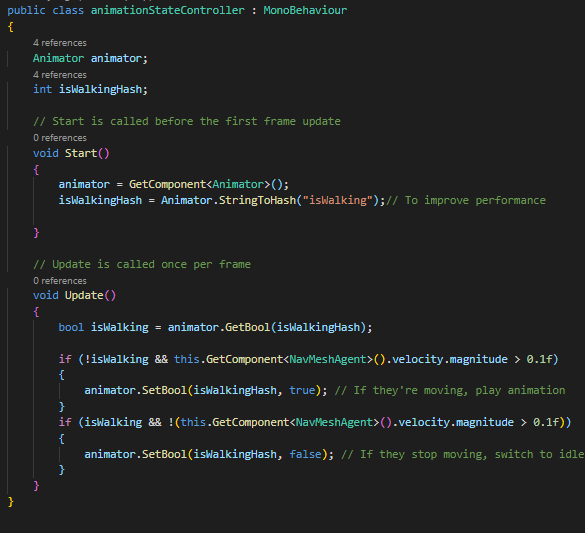 public class animationStateController : MonoBehaviour
{
4 references
Animator animator;
4 references
int isWalkingHash;
// Start is called before the first frame update
0 references
void Start()
{
animator = GetComponent<Animator>();
isWalkingHash = Animator.StringToHash("isWalking");// To improve performance
}
// Update is called once per frame
0 references
void Update()
{
bool isWalking = animator.GetBool(isWalkingHash);
if (!isWalking && this.GetComponent<NavMeshAgent>().velocity.magnitude > 0.1f)
{
animator.SetBool(isWalkingHash, true); // If they're moving, play animation
}
if (isWalking && !(this.GetComponent<NavMeshAgent>().velocity.magnitude > 0.1f))
{
animator.SetBool(isWalkingHash, false); // If they stop moving, switch to idle
}
}
}